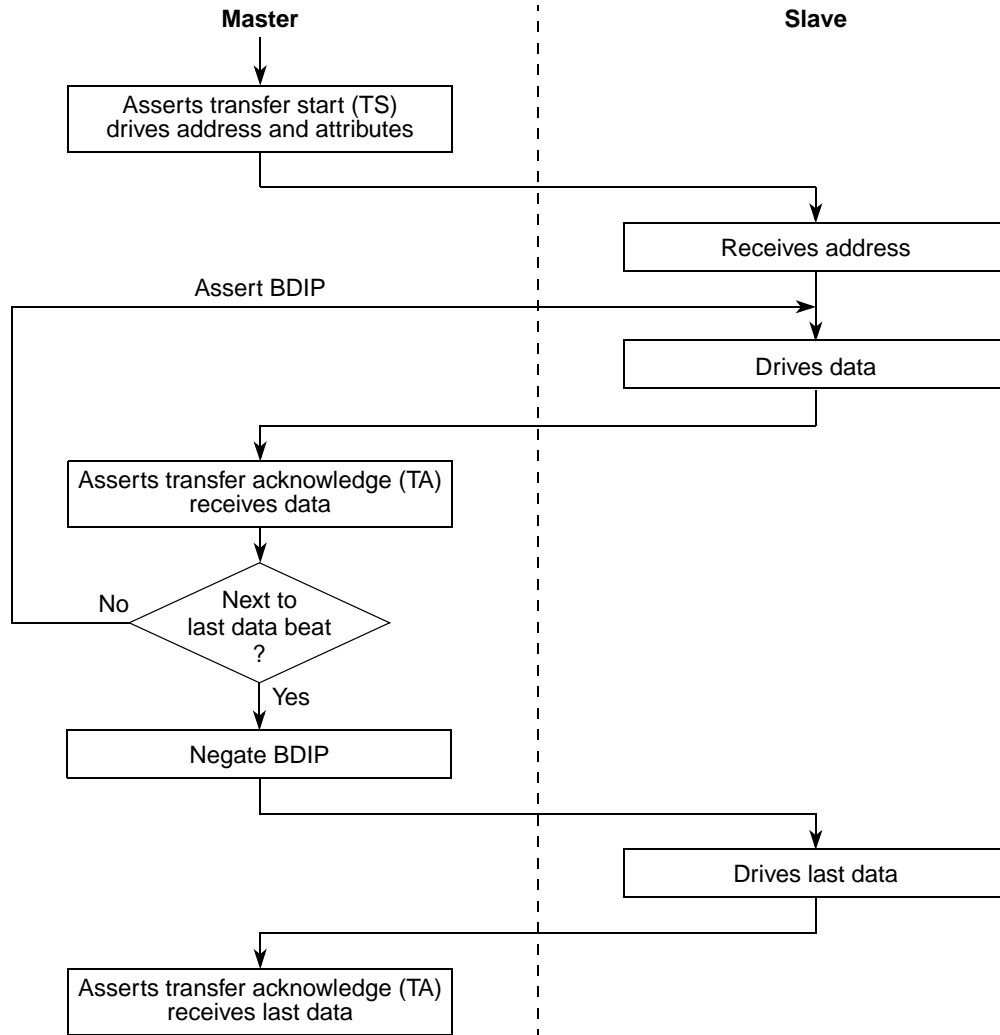 Master
Slave
Asserts transfer start (TS)
drives address and attributes
Receives address
Assert BDIP
Drives data
Asserts transfer acknowledge (TA)
receives data
No
Next to
last data beat
?
Yes
Negate BDIP
Drives last data
Asserts transfer acknowledge (TA)
receives last data